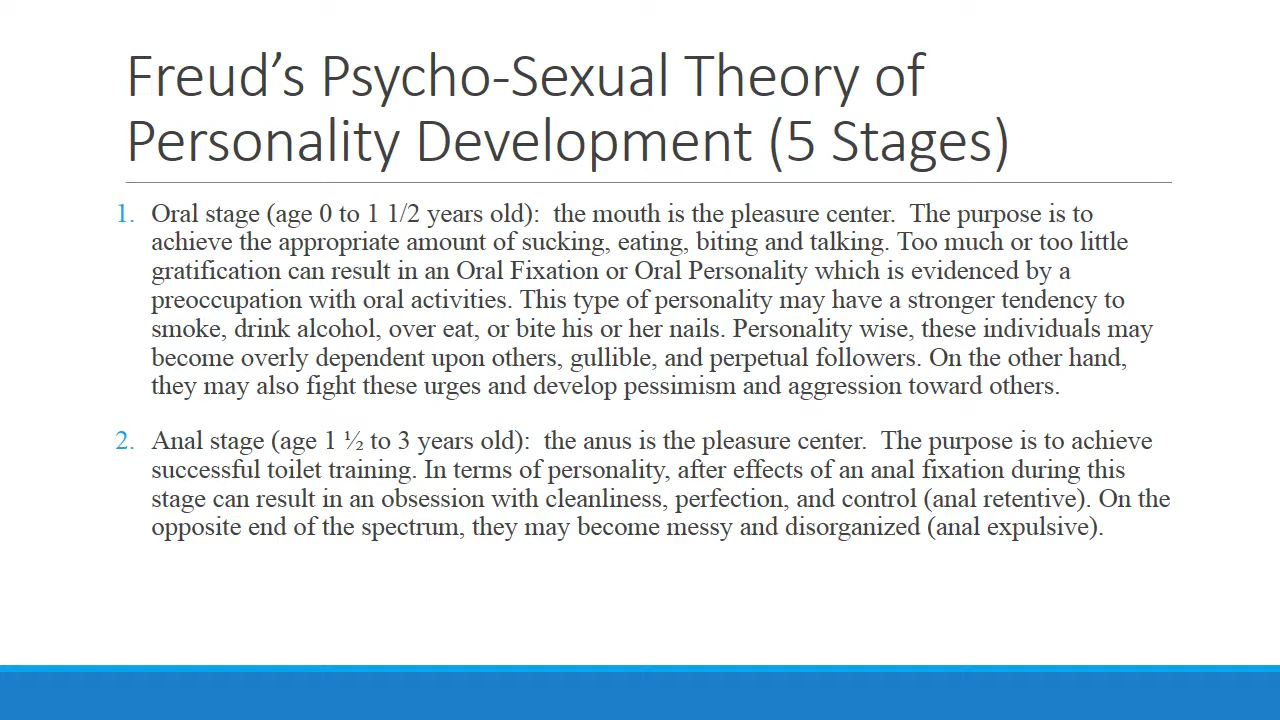 Freud’s Psycho-Sexual Theory of
Personality Development (5 Stages)
1. Oral stage (age 0 to 1 1/2 years old):  the mouth is the pleasure center.  The purpose is to
achieve the appropriate amount of sucking, eating, biting and talking. Too much or too little
gratification can result in an Oral Fixation or Oral Personality which is evidenced by a
preoccupation with oral activities. This type of personality may have a stronger tendency to
smoke, drink alcohol, over eat, or bite his or her nails. Personality wise, these individuals may
become overly dependent upon others, gullible, and perpetual followers. On the other hand,
they may also fight these urges and develop pessimism and aggression toward others.
2. Anal stage (age 1 ½ to 3 years old):  the anus is the pleasure center.  The purpose is to achieve
successful toilet training. In terms of personality, after effects of an anal fixation during this
stage can result in an obsession with cleanliness, perfection, and control (anal retentive). On the
opposite end of the spectrum, they may become messy and disorganized (anal expulsive).